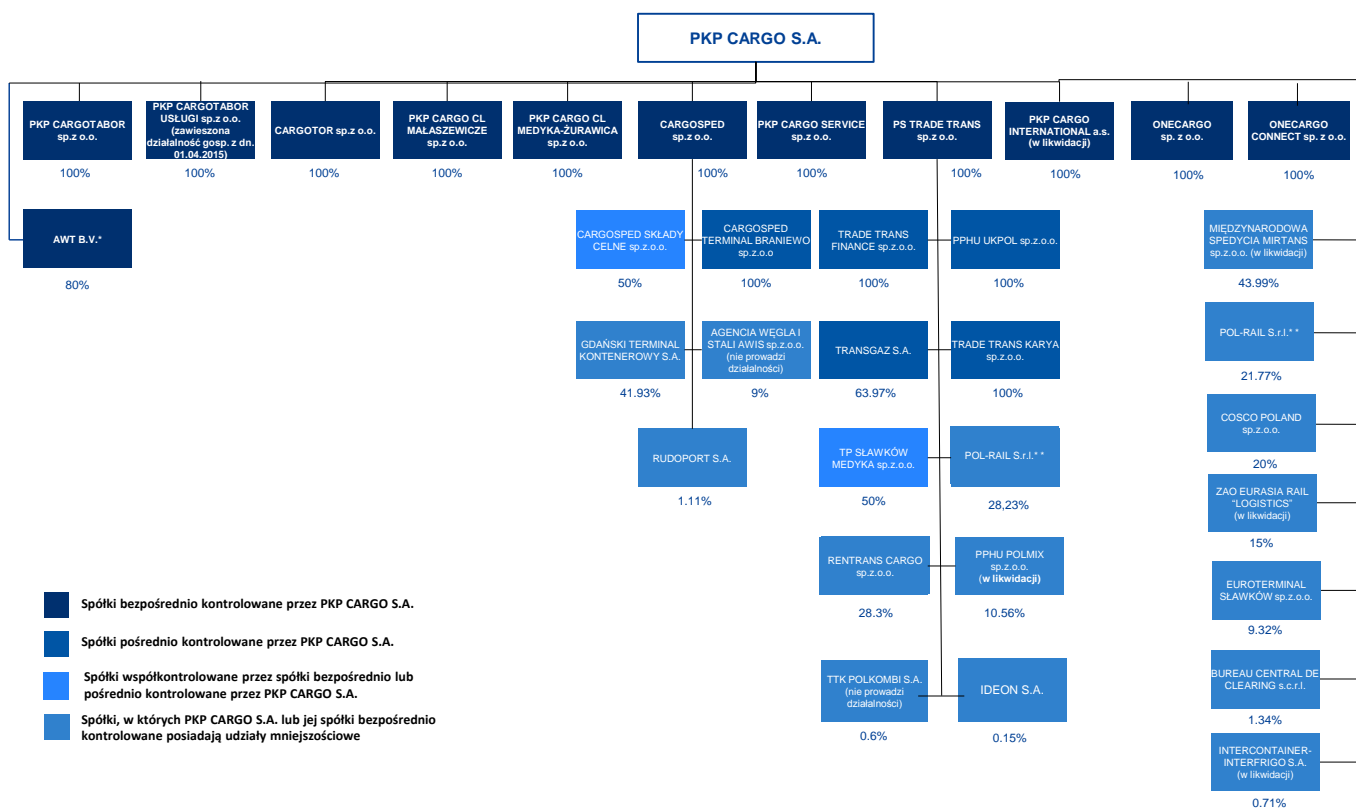 PKP CARGO S.A.
PKP CARGOTABOR
sp.z o.o.
100%
PKP CARGOTABOR
USŁUGI sp.z o.o.
(zawieszona
działalność gosp. z dn.
01.04.2015)
100%
CARGOTOR sp.z o.o.
100%
PKP CARGO CL
MAŁASZEWICZE
sp.z o.o.
100%
PKP CARGO CL
MEDYKA-ŻURAWICA
sp.z o.o.
100%
CARGOSPED
sp.z o.o.
100%
PKP CARGO SERVICE
sp.z o.o.
100%
PS TRADE TRANS
sp.z o.o.
100%
PKP CARGO
INTERNATIONAL a.s.
(w likwidacji)
100%
ONECARGO
sp. z o.o.
100%
ONECARGO
CONNECT sp. z o.o.
100%
AWT B.V.*
80%
CARGOSPED SKŁADY
CELNE sp.z.o.o.
50%
CARGOSPED
TERMINAL BRANIEWO
sp.z.o.o
100%
TRADE TRANS
FINANCE sp.z.o.o.
100%
PPHU UKPOL sp.z.o.o.
100%
MIĘDZYNARODOWA
SPEDYCIA MIRTANS
sp.z.o.o. (w likwidacji)
43.99%
GDAŃSKI TERMINAL
KONTENEROWY S.A.
41.93%
AGENCIA WĘGLA I
STALI AWIS sp.z.o.o.
(nie prowadzi
działalności)
9%
TRANSGAZ S.A.
63.97%
TRADE TRANS KARYA
sp.z.o.o.
100%
POL-RAIL S.r.l.* *
21.77%
RUDOPORT S.A.
1.11%
TP SŁAWKÓW
MEDYKA sp.z.o.o.
50%
POL-RAIL S.r.l.* *
28,23%
COSCO POLAND
sp.z.o.o.
20%
ZAO EURASIA RAIL
"LOGISTICS"
(w likwidacji)
15%
RENTRANS CARGO
sp.z.o.o.
28.3%
PPHU POLMIX
sp.z.o.o.
(w likwidacji)
10.56%
EUROTERMINAL
SŁAWKÓW sp.z.o.o.
9.32%
TTK POLKOMBI S.A.
(nie prowadzi
działalności)
0.6%
IDEON S.A.
0.15%
BUREAU CENTRAL DE
CLEARING s.c.r.l.
1.34%
INTERCONTAINER-
INTERFRIGO S.A.
(w likwidacji)
0.71%
Spółki bezpośrednio kontrolowane przez PKP CARGO S.A.
Spółki pośrednio kontrolowane przez PKP CARGO S.A.
Spółki współkontrolowane przez spółki bezpośrednio lub
pośrednio kontrolowane przez PKP CARGO S.A.
Spółki, w których PKP CARGO S.A. lub jej spółki bezpośrednio
kontrolowane posiadają udziały mniejszościowe